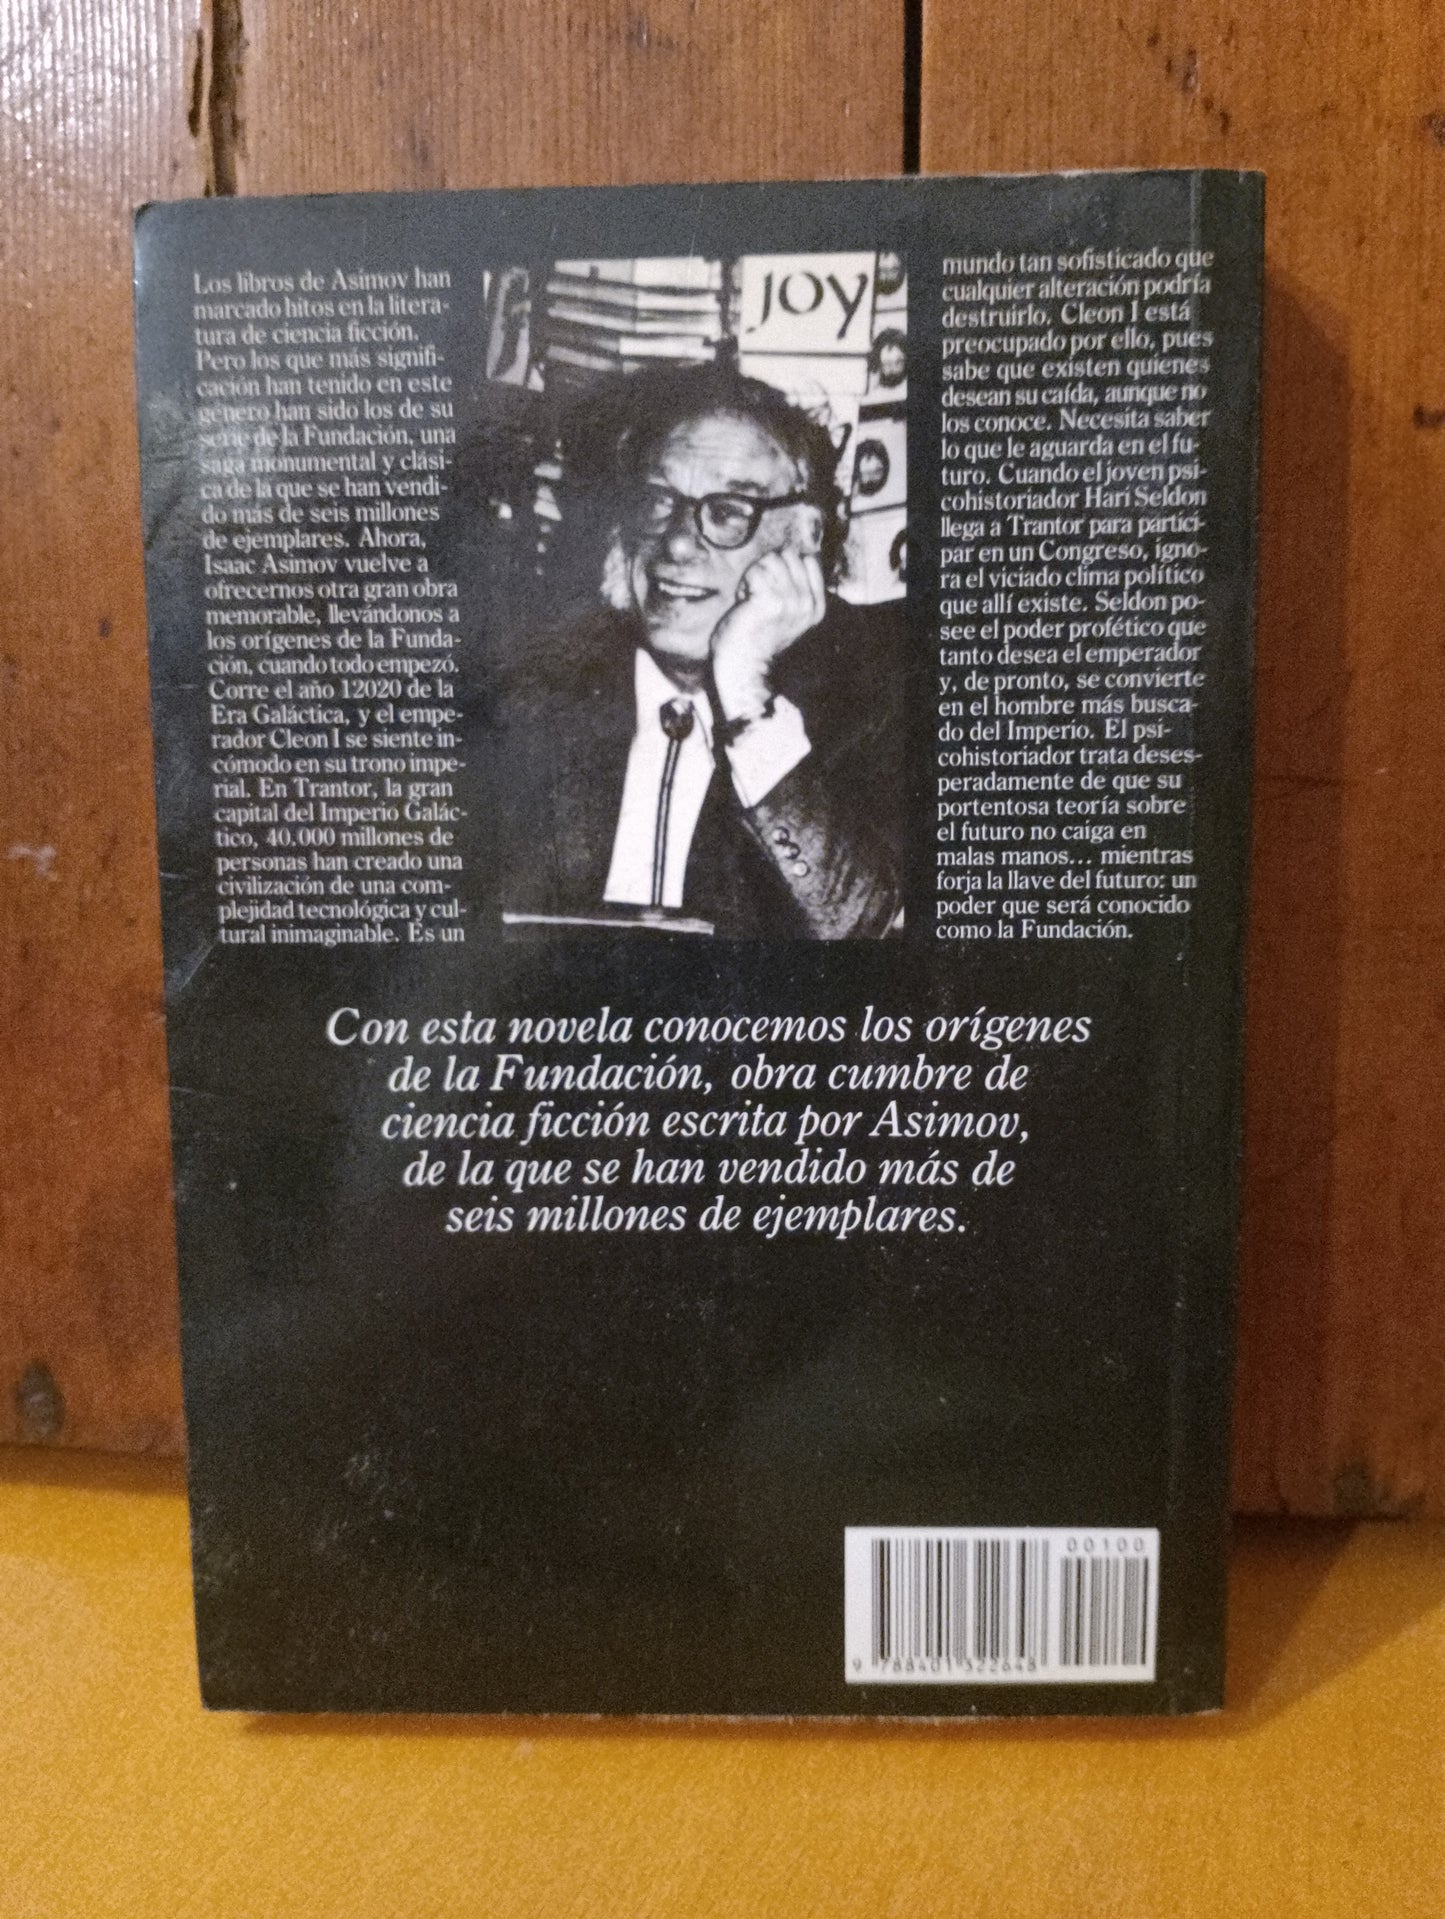 Los libros de Asimov han
marcado hitos en la litera-
tura de ciencia ficción.
Pero los que más signifi-
cación han tenido en este
género han sido los de su
serie de la Fundación, una
saga monumental y clási-
ca de la que se han vendi-
do más de seis millones
de ejemplares. Ahora,
Isaac Asimov vuelve a
ofrecernos otra gran obra
memorable, llevándonos a
los orígenes de la Funda-
ción, cuando todo empezó.
Corre el año 12020 de la
Era Galáctica, y el empe-
rador Cleon I se siente in-
cómodo en su trono impe-
rial. En Trantor, la gran
capital del Imperio Galác-
tico, 40.000 millones de
personas han creado una
civilización de una com-
plejidad tecnológica y cul-
tural inimaginable. Es un
joy
mundo tan sofisticado que
cualquier alteración podría
destruirlo. Cleon I está
preocupado por ello, pues
sabe que existen quienes
desean su caída, aunque no
los conoce. Necesita saber
lo que le aguarda en el fu-
turo. Cuando el joven psi-
cohistoriador Hari Seldon
llega a Trantor para partici-
par en un Congreso, igno-
ra el viciado clima político
que allí existe. Seldon po-
see el poder profético que
tanto desea el emperador
y, de pronto, se convierte
en el hombre más busca-
do del Imperio. El psi-
cohistoriador trata deses-
peradamente de que su
portentosa teoría sobre
el futuro no caiga en
malas manos... mientras
forja la llave del futuro: un
poder que será conocido
como la Fundación.
Con esta novela conocemos los orígenes
de la Fundación, obra cumbre de
ciencia ficción escrita por Asimov,
de la que se han vendido más de
seis millones de ejemplares.
00100
9 788401 322648